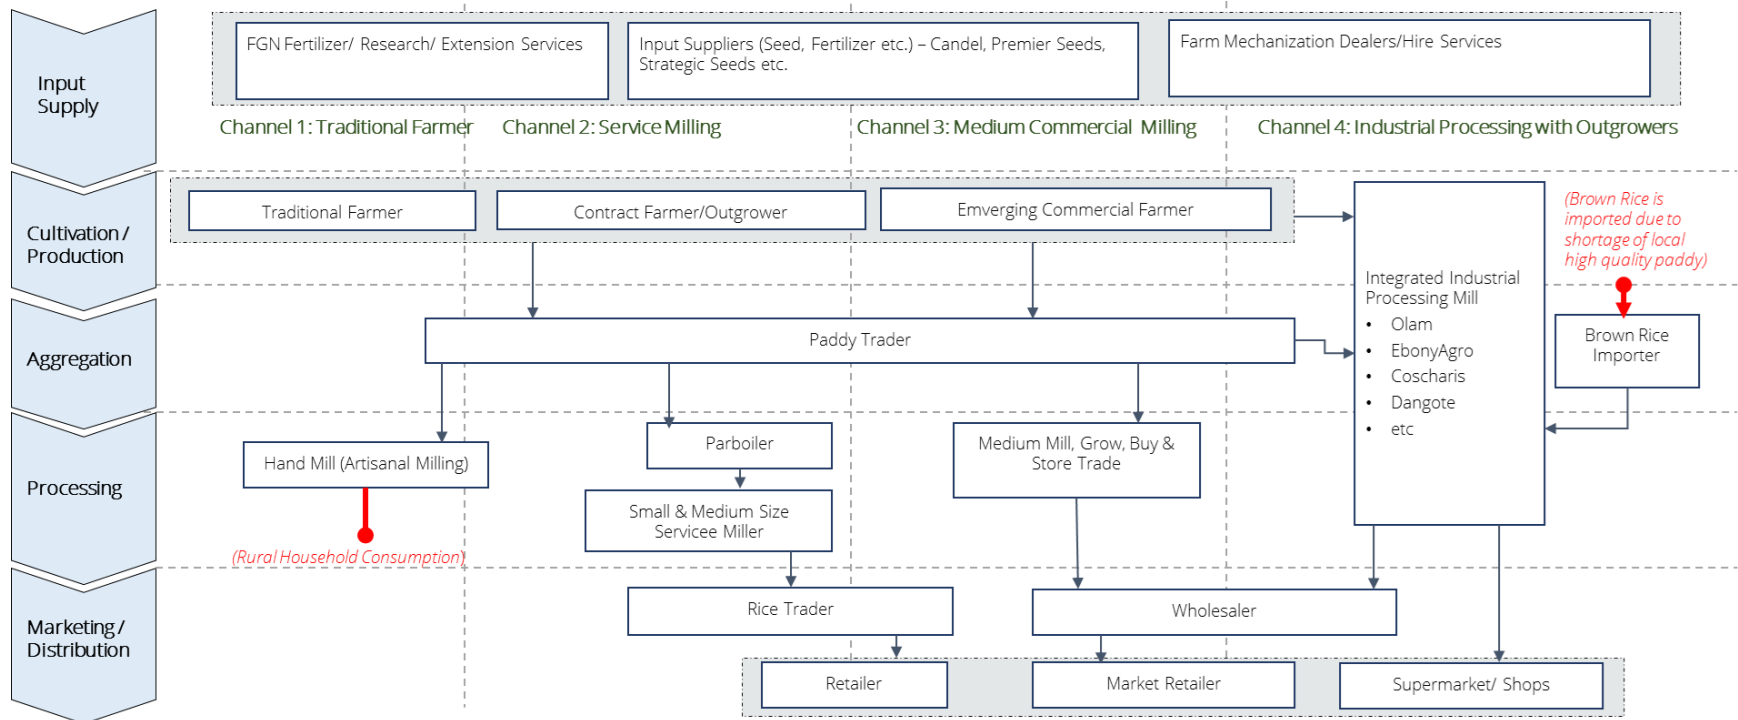 Input
Supply
FGN Fertilizer/ Research/ Extension Services
Input Suppliers (Seed, Fertilizer etc.) – Candel, Premier Seeds,
Strategic Seeds etc.
Farm Mechanization Dealers/Hire Services
Channel 1: Traditional Farmer
Channel 2: Service Milling
Channel 3: Medium Commercial Milling
Channel 4: Industrial Processing with Outgrowers
Cultivation /
Production
Traditional Farmer
Contract Farmer/Outgrower
Emverging Commercial Farmer
(Brown Rice is
imported due to
shortage of local
high quality paddy)
Integrated Industrial
Processing Mill
• Olam
• EbonyAgro
• Coscharis
• Dangote
• etc
Aggregation
Paddy Trader
Brown Rice
Importer
Processing
Hand Mill (Artisanal Milling)
(Rural Household Consumption)
Parboiler
Small & Medium Size
Servicee Miller
Medium Mill, Grow, Buy &
Store Trade
Marketing /
Distribution
Rice Trader
Wholesaler
Retailer
Market Retailer
Supermarket/ Shops